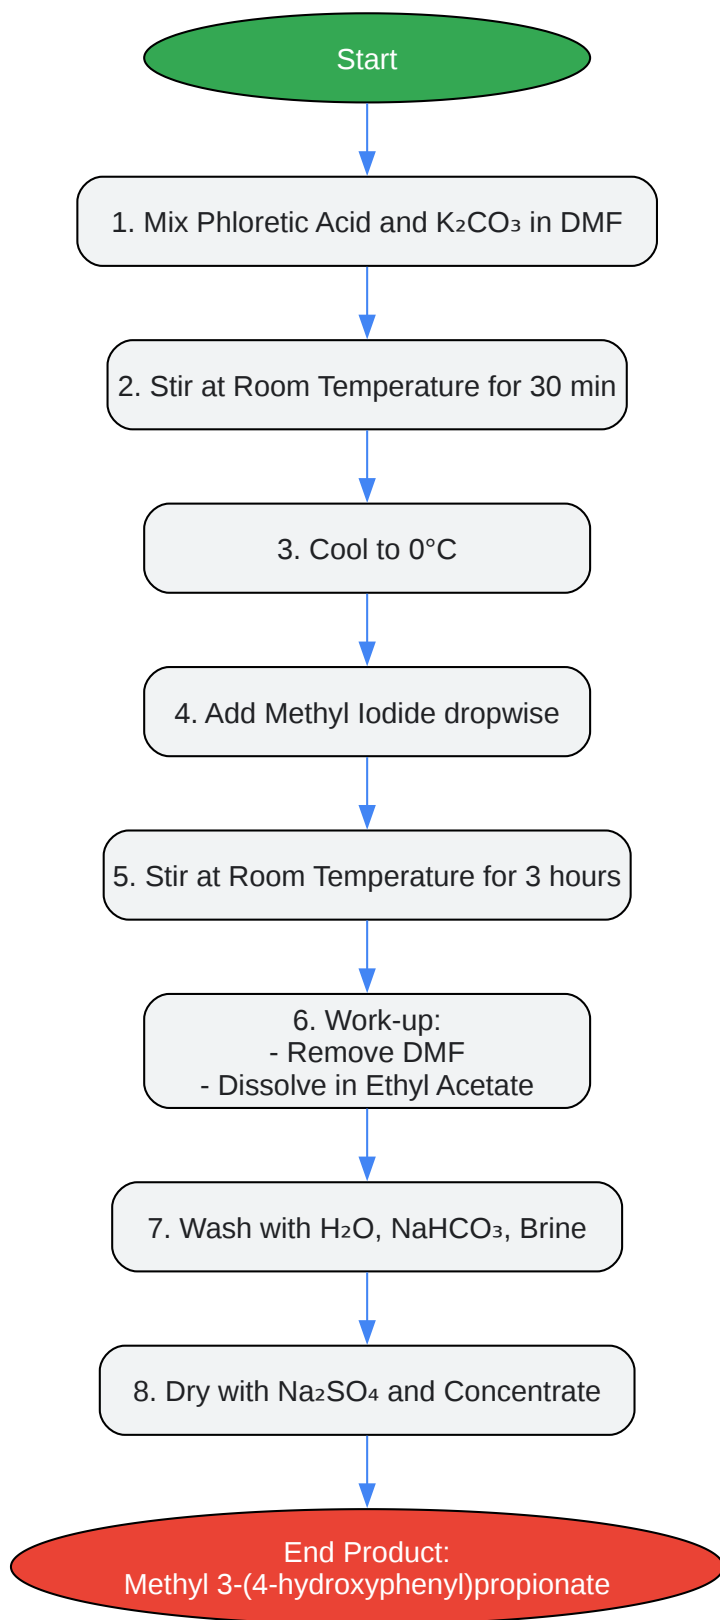 Start
1. Mix Phloretic Acid and K₂CO₃ in DMF
2. Stir at Room Temperature for 30 min
3. Cool to 0°C
4. Add Methyl Iodide dropwise
5. Stir at Room Temperature for 3 hours
6. Work-up:
- Remove DMF
- Dissolve in Ethyl Acetate
7. Wash with H₂O, NaHCO₃, Brine
8. Dry with Na₂SO₄ and Concentrate
End Product:
Methyl 3-(4-hydroxyphenyl)propionate